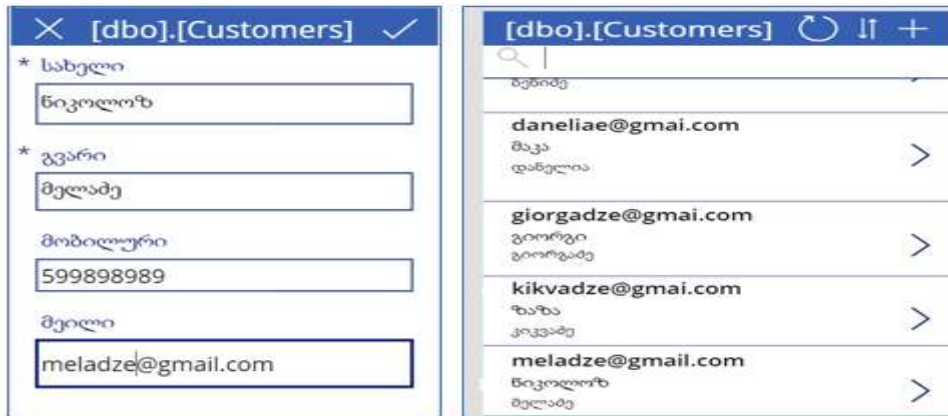 [dbo].[Customers]
* სახელი
ნიკოლოზ
* გვარი
მელაძე
მობილური
599898989
მეილი
meladze@gmail.com
[dbo].[Customers]
ბენიძე
daneliae@gmai.com
მაკა
დანელია
giorgadze@gmai.com
გიორგი
გიორგაძე
kikvadze@gmai.com
ზაზა
კიკვაძე
meladze@gmail.com
ნიკოლოზ
მელაძე